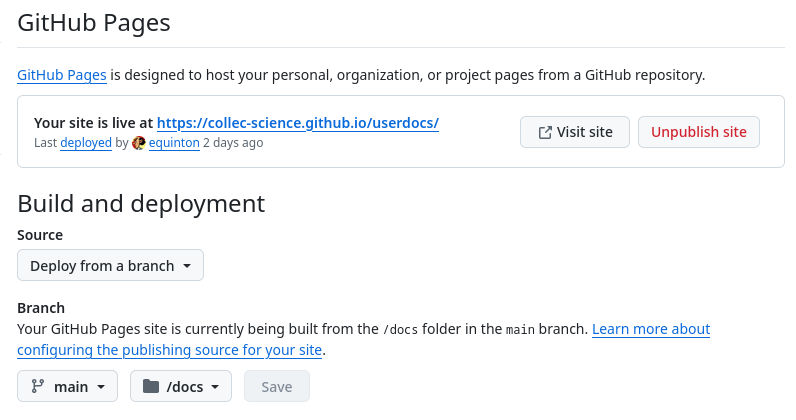 GitHub Pages
GitHub Pages is designed to host your personal, organization, or project pages from a GitHub repository.
Your site is live at https://collec-science.github.io/userdocs/
Last deployed by equinton 2 days ago
Visit site
Unpublish site
Build and deployment
Source
Deploy from a branch
Branch
Your GitHub Pages site is currently being built from the /docs folder in the main branch. Learn more about
configuring the publishing source for your site.
main
/docs
Save